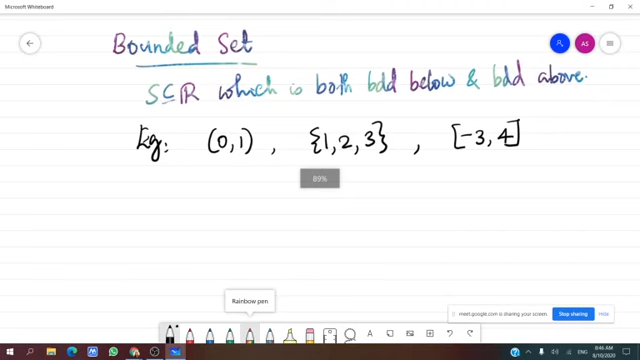 Microsoft Whiteboard
Bounded Set
AS
S⊆ℝ which is both bdd below & bdd above.
Eg: (0,1) , {1,2,3} , [-3,4]
89%
Rainbow pen
meet.google.com is sharing your screen. Stop sharing Hide
A
ENG 8:46 AM
8/10/2020